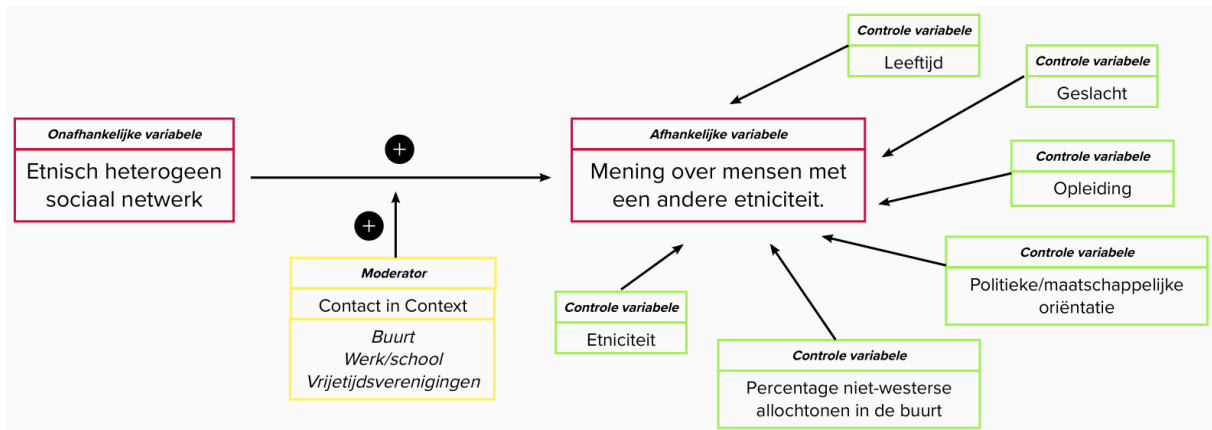 Onafhankelijke variabele
Etnisch heterogeen
sociaal netwerk
+
+
Moderator
Contact in Context
Buurt
Werk/school
Vrijetijdsverenigingen
Afhankelijke variabele
Mening over mensen met
een andere etniciteit.
Controle variabele
Leeftijd
Controle variabele
Geslacht
Controle variabele
Opleiding
Controle variabele
Politieke/maatschappelijke
oriëntatie
Controle variabele
Etniciteit
Controle variabele
Percentage niet-westerse
allochtonen in de buurt